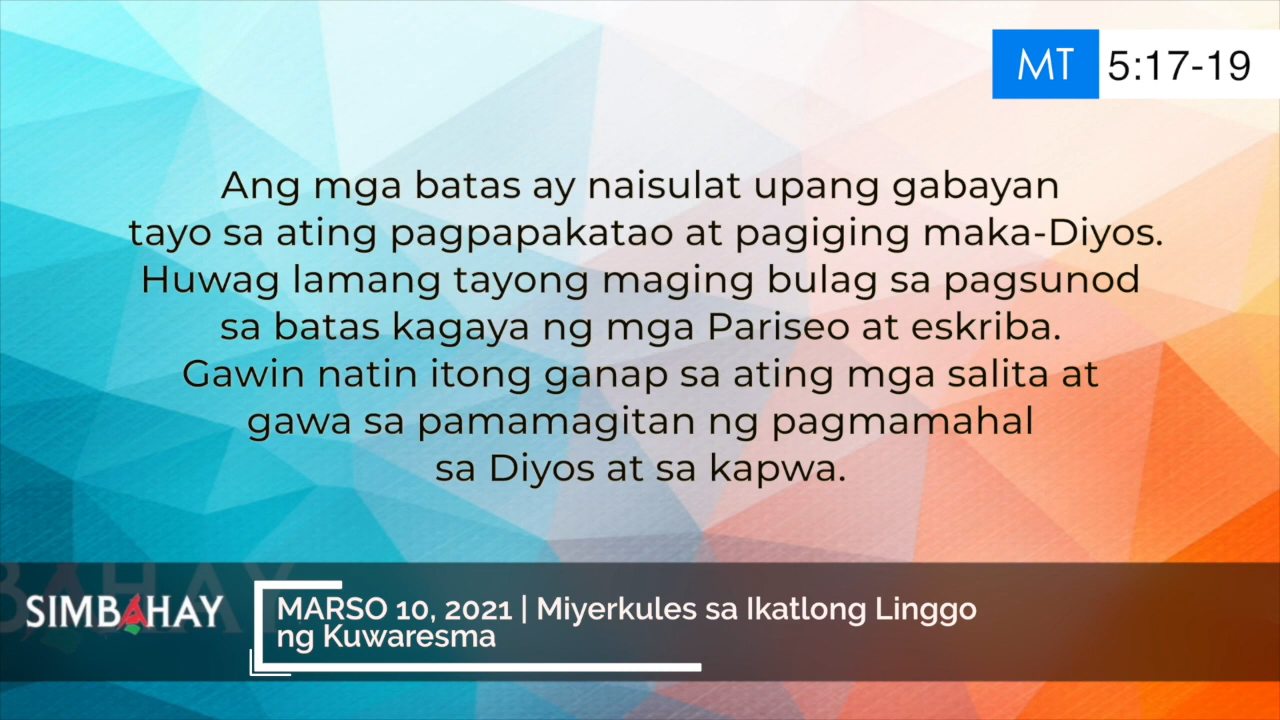 MT 5:17-19
Ang mga batas ay naisulat upang gabayan
tayo sa ating pagpapakatao at pagiging maka-Diyos.
Huwag lamang tayong maging bulag sa pagsunod
sa batas kagaya ng mga Pariseo at eskriba.
Gawin natin itong ganap sa ating mga salita at
gawa sa pamamagitan ng pagmamahal
sa Diyos at sa kapwa.
SIMBAHAY
MARSO 10, 2021 | Miyerkules sa Ikatlong Linggo
ng Kuwaresma